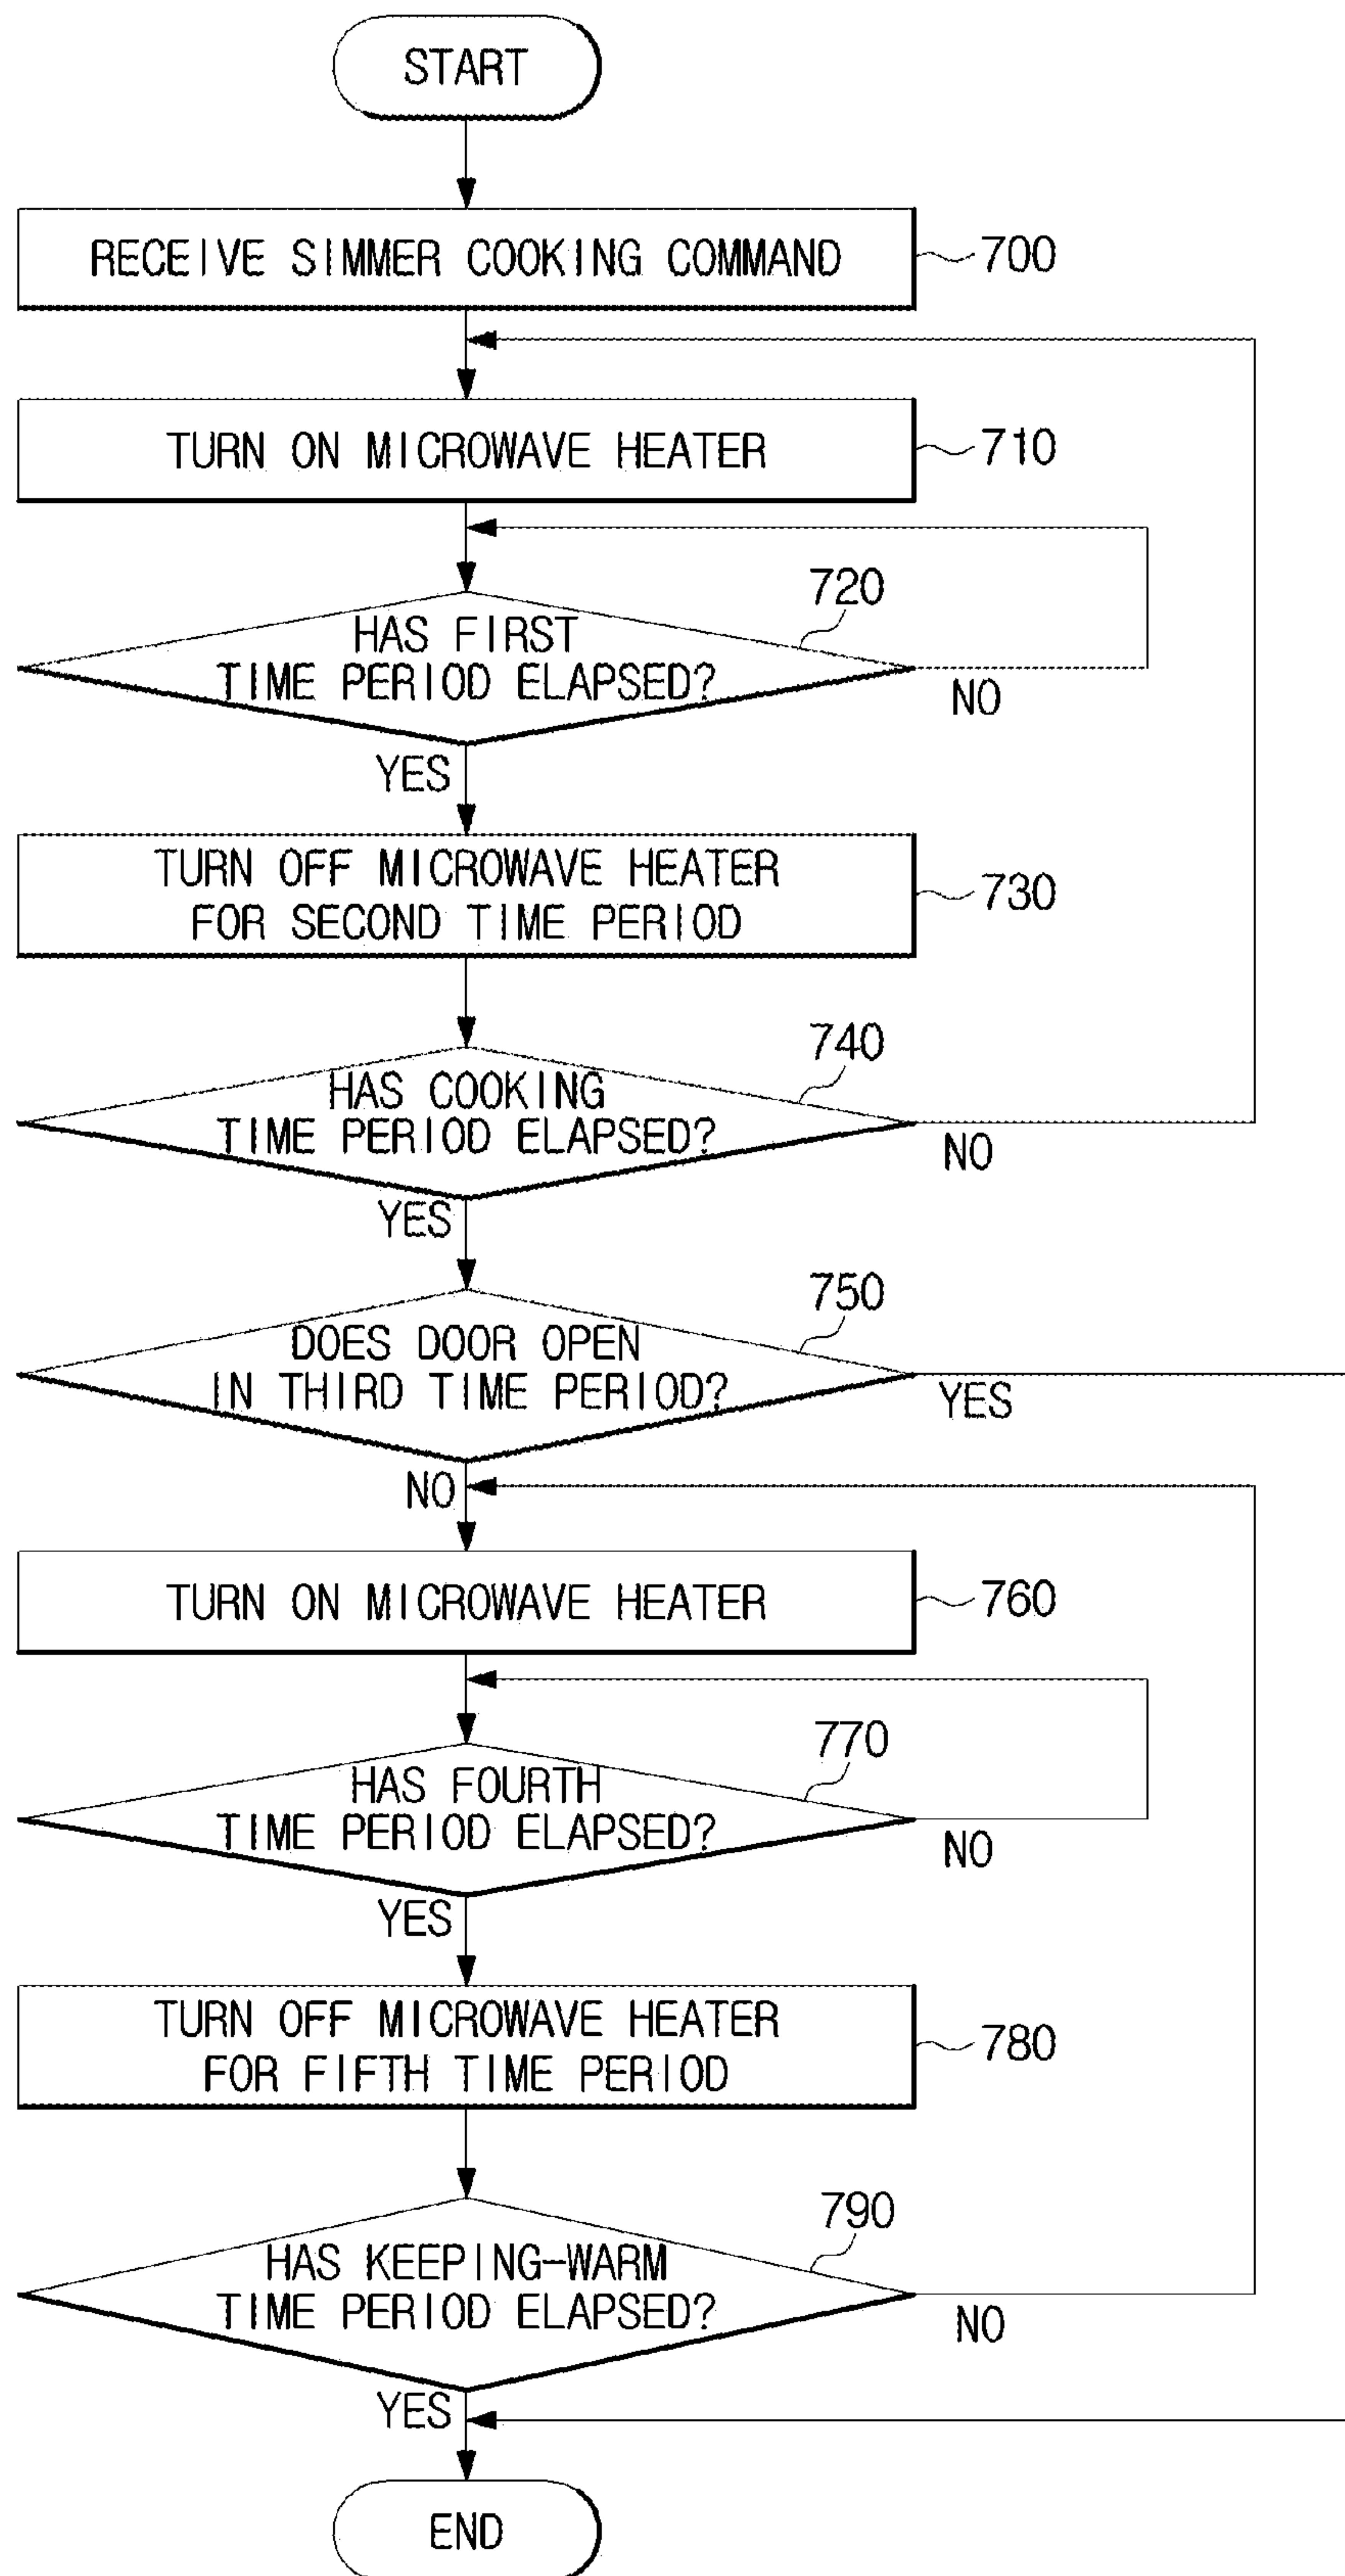 START
RECEIVE SIMMER COOKING COMMAND
700
TURN ON MICROWAVE HEATER
710
720
HAS FIRST
TIME PERIOD ELAPSED?
NO
YES
TURN OFF MICROWAVE HEATER
FOR SECOND TIME PERIOD
730
740
HAS COOKING
TIME PERIOD ELAPSED?
NO
YES
750
DOES DOOR OPEN
IN THIRD TIME PERIOD?
YES
NO
TURN ON MICROWAVE HEATER
760
770
HAS FOURTH
TIME PERIOD ELAPSED?
NO
YES
TURN OFF MICROWAVE HEATER
FOR FIFTH TIME PERIOD
780
790
HAS KEEPING-WARM
TIME PERIOD ELAPSED?
NO
YES
END